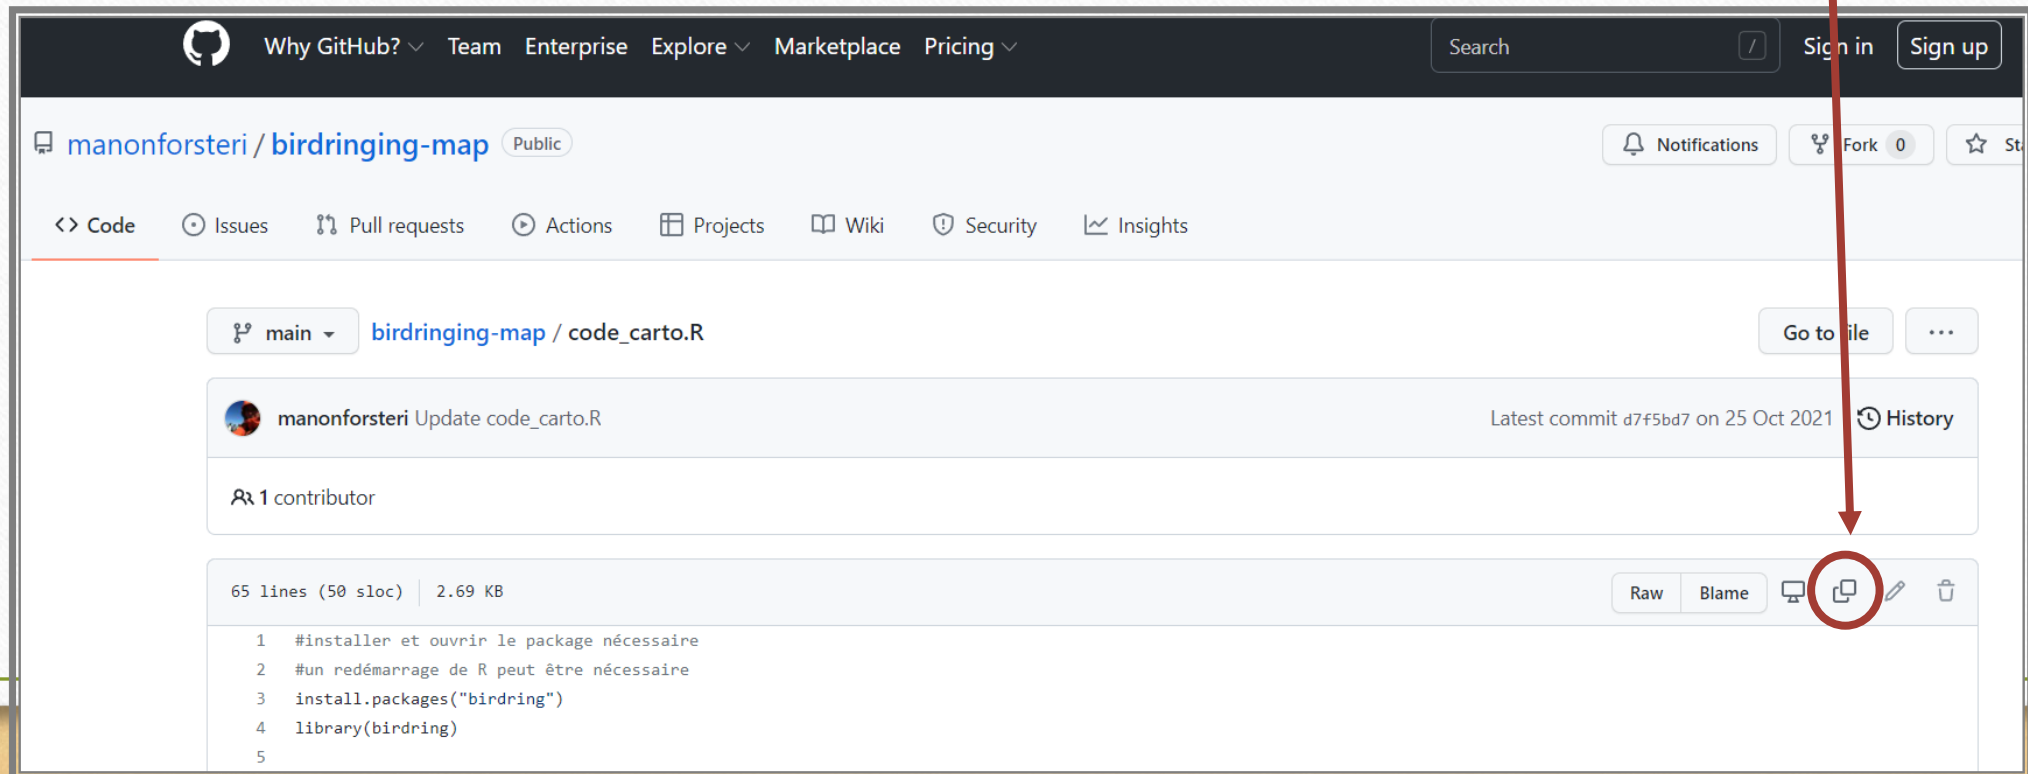 Why GitHub? Team Enterprise Explore Marketplace Pricing Search / Sign in Sign up
manonforsteri / birdringing-map Public Notifications Fork 0
<> Code Issues Pull requests Actions Projects Wiki Security Insights
main birdringing-map / code_carto.R Go to file ...
manonforsteri Update code_carto.R Latest commit d7f5bd7 on 25 Oct 2021 History
1 contributor
65 lines (50 sloc) 2.69 KB Raw Blame
1 #installer et ouvrir le package nécessaire
2 #un redémarrage de R peut être nécessaire
3 install.packages("birdring")
4 library(birdring)
5